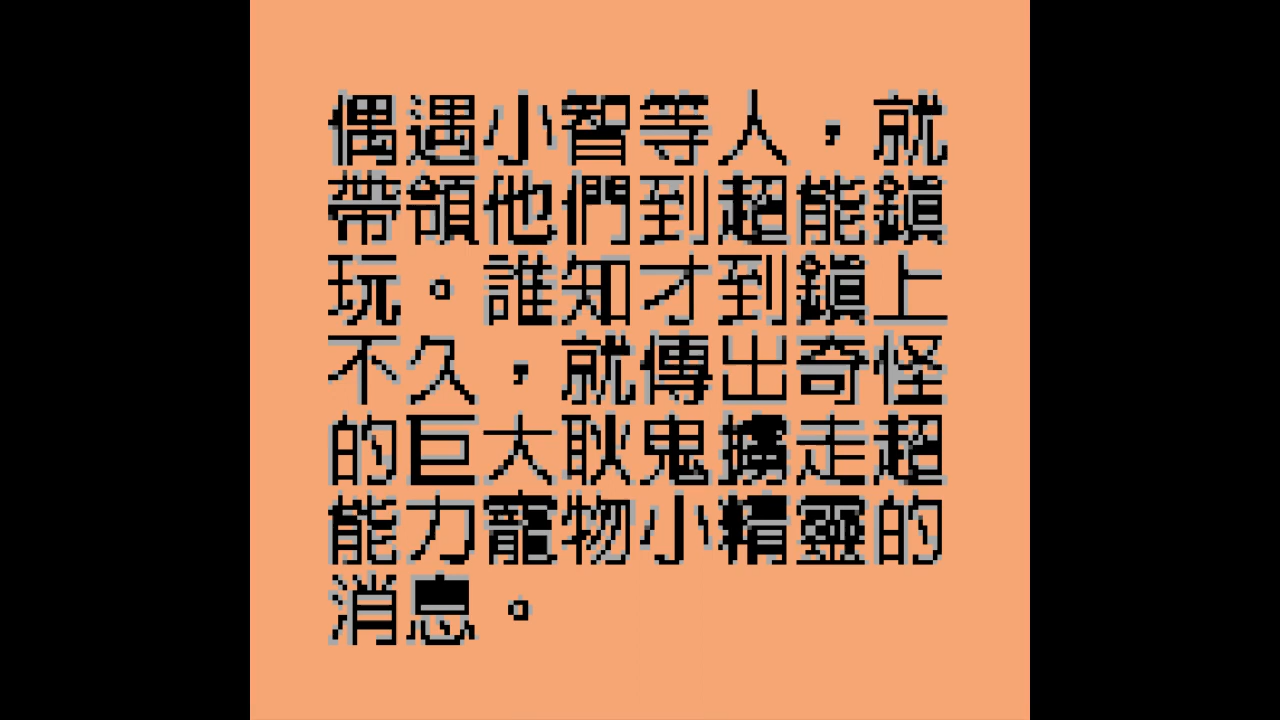 偶遇小智等人，就
帶領他們到超能鎮
玩。誰知才到鎮上
不久，就傳出奇怪
的巨大耿鬼擄走超
能力寵物小精靈的
消息。